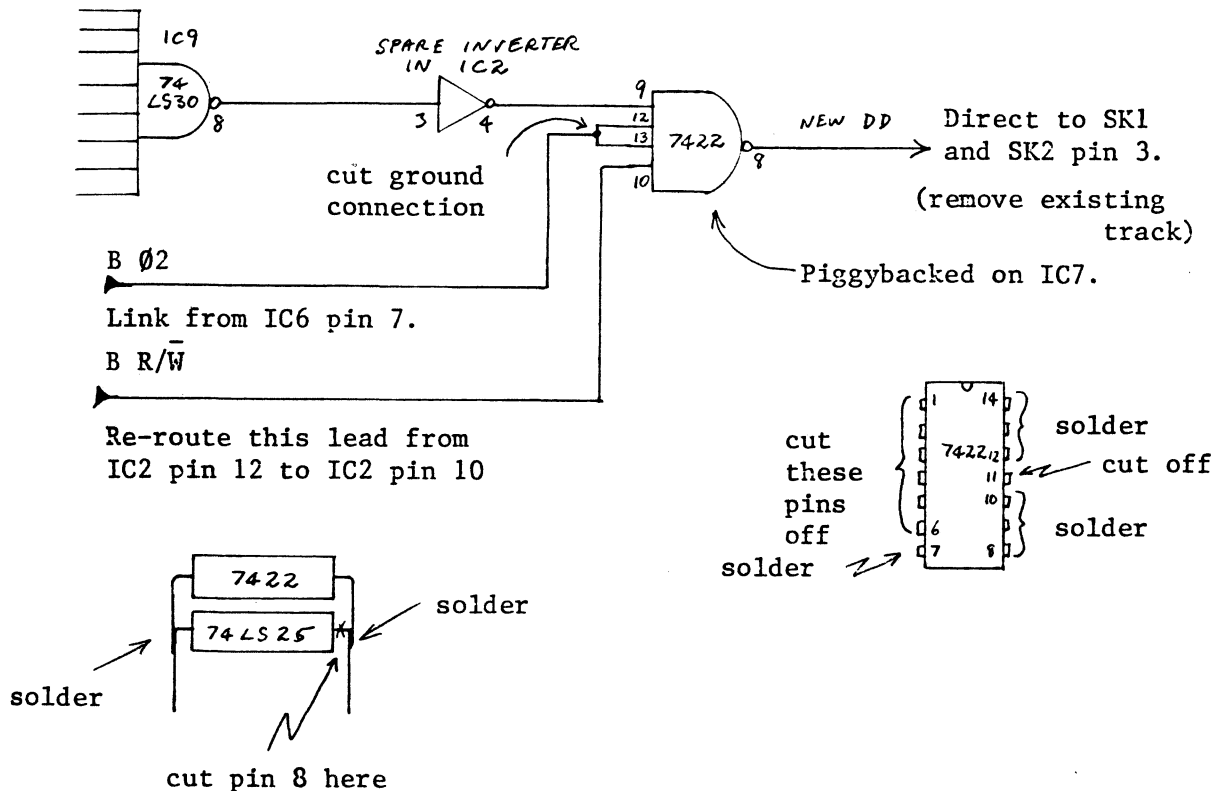 IC9
74
LS30
8
SPARE INVERTER
IN IC2
3
4
cut ground
connection
9
12
13
10
7422
8
NEW DD
Direct to SK1
and SK2 pin 3.
(remove existing
track)
Piggybacked on IC7.
B Ø2
Link from IC6 pin 7.
B R/W̅
Re-route this lead from
IC2 pin 12 to IC2 pin 10
1
14
7422
12
11
10
6
7
8
cut
these
pins
off
solder
cut off
solder
solder
7422
74LS25
solder
solder
cut pin 8 here